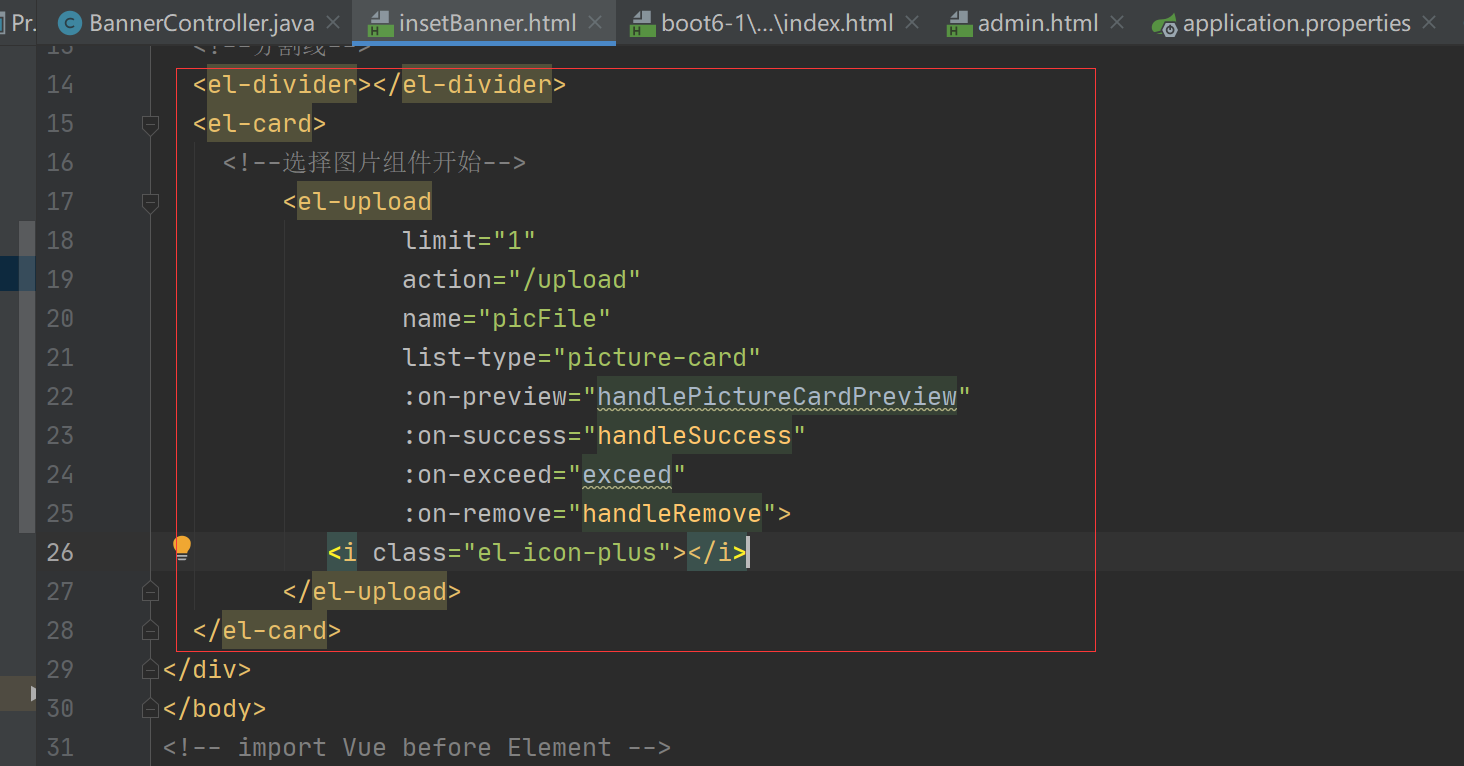 Pr. BannerController.java insetBanner.html boot6-1\...\index.html admin.html application.properties
13 <!--分割线-->
14 <el-divider></el-divider>
15 <el-card>
16 <!--选择图片组件开始-->
17 <el-upload
18 limit="1"
19 action="/upload"
20 name="picFile"
21 list-type="picture-card"
22 :on-preview="handlePictureCardPreview"
23 :on-success="handleSuccess"
24 :on-exceed="exceed"
25 :on-remove="handleRemove">
26 <i class="el-icon-plus"></i>
27 </el-upload>
28 </el-card>
29 </div>
30 </body>
31 <!-- import Vue before Element -->